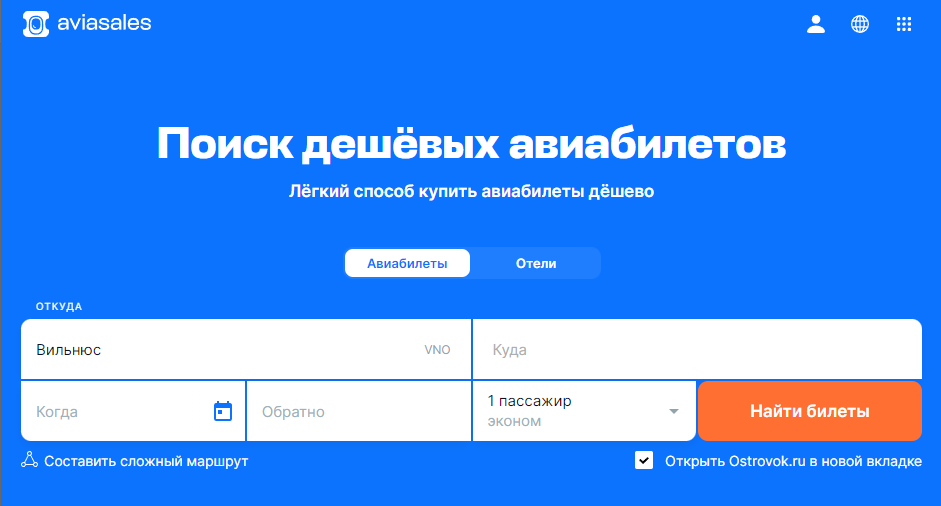 aviasales
Поиск дешёвых авиабилетов
Лёгкий способ купить авиабилеты дёшево
Авиабилеты Отели
ОТКУДА
Вильнюс VNO Куда
Когда Обратно 1 пассажир
эконом
Найти билеты
Составить сложный маршрут Открыть Ostrovok.ru в новой вкладке